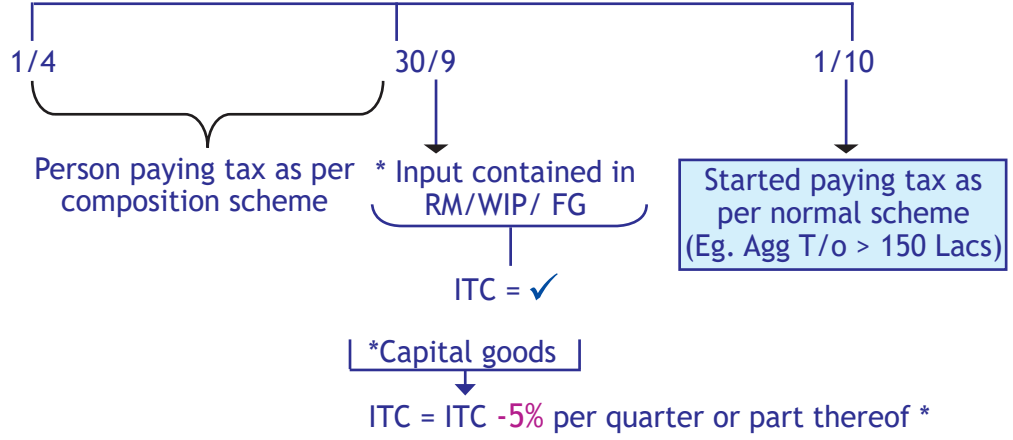 1/4
30/9
1/10
Person paying tax as per
composition scheme
* Input contained in
RM/WIP/ FG
Started paying tax as
per normal scheme
(Eg. Agg T/o > 150 Lacs)
ITC = ✓
*Capital goods
ITC = ITC -5% per quarter or part thereof *